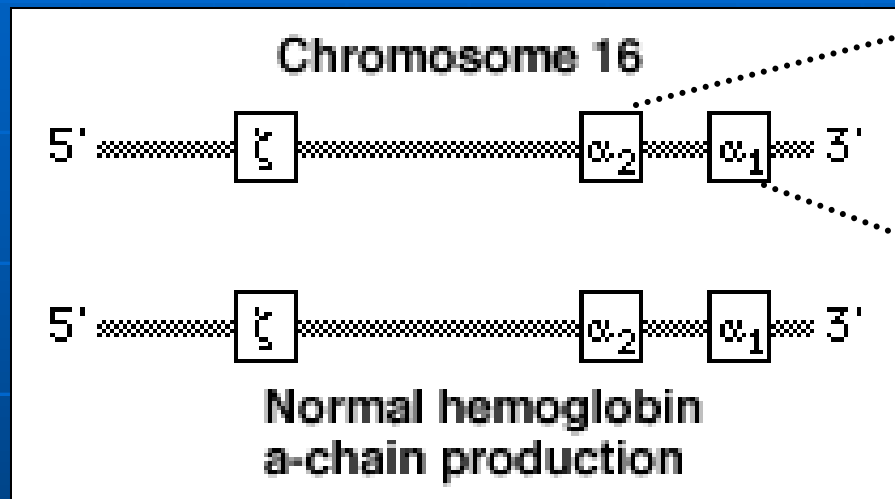 Chromosome 16
5' ζ α2 α1 3'
5' ζ α2 α1 3'
Normal hemoglobin
a-chain production